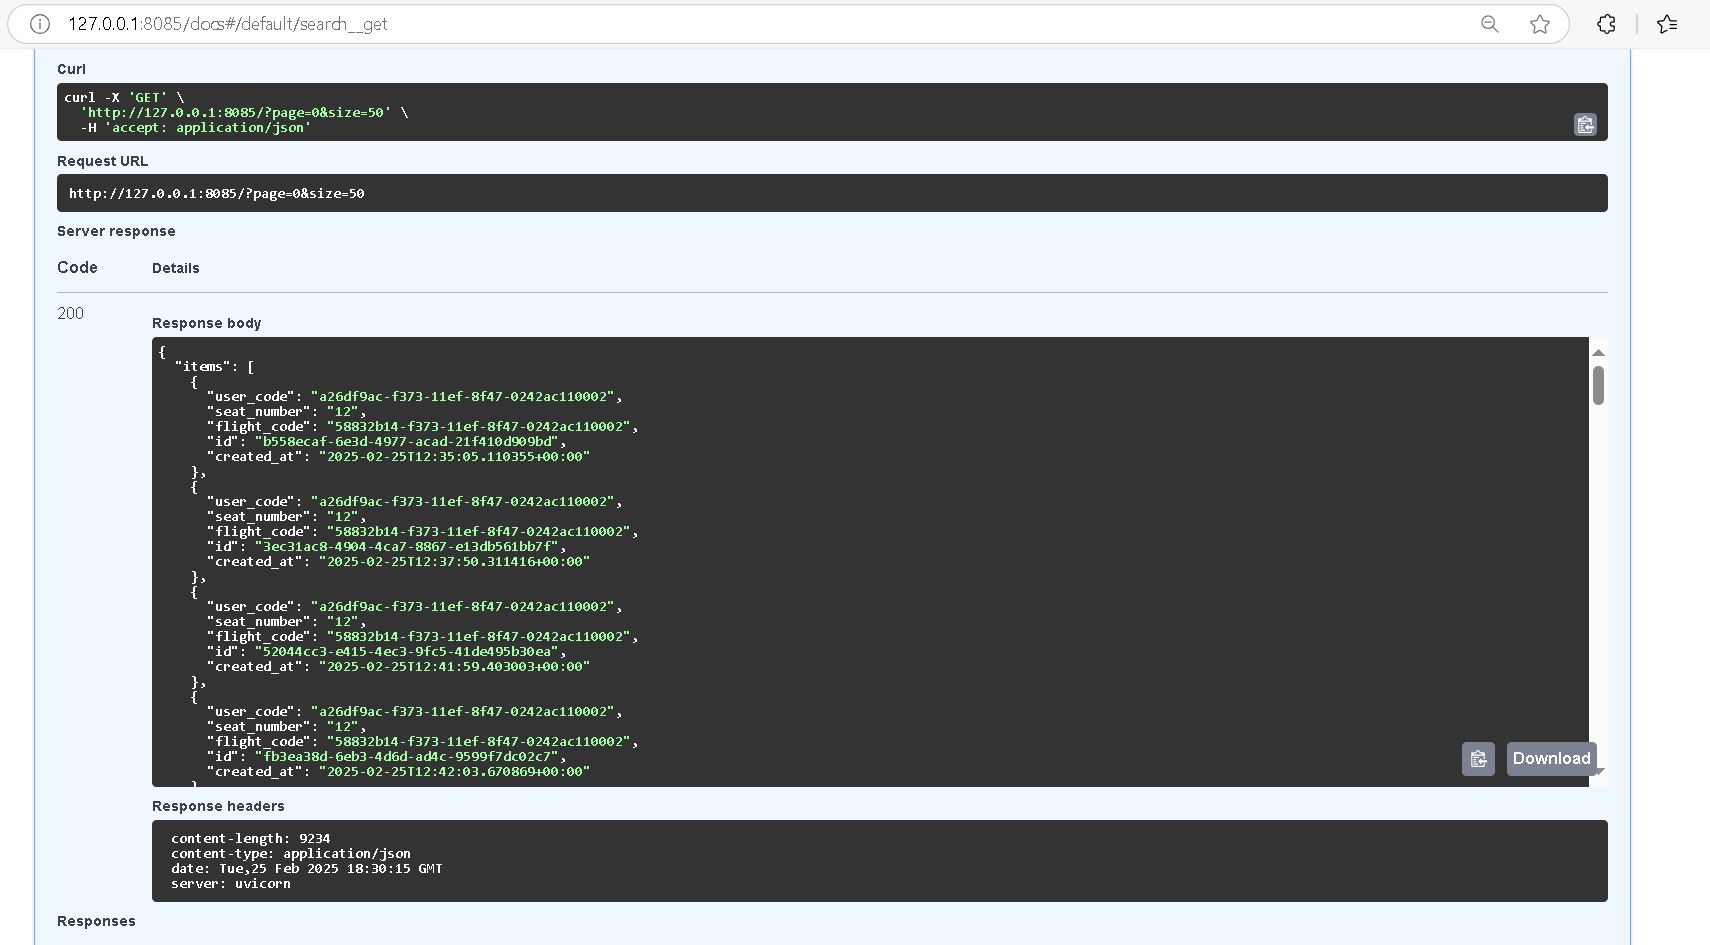 127.0.0.1:8085/docs#/default/search__get
Curl
curl -X 'GET' \
'http://127.0.0.1:8085/?page=0&size=50' \
-H 'accept: application/json'
Request URL
http://127.0.0.1:8085/?page=0&size=50
Server response
Code Details
200
Response body
{
"items": [
{
"user_code": "a26df9ac-f373-11ef-8f47-0242ac110002",
"seat_number": "12",
"flight_code": "58832b14-f373-11ef-8f47-0242ac110002",
"id": "b558ecaf-6e3d-4977-acad-21f410d909bd",
"created_at": "2025-02-25T12:35:05.110355+00:00"
},
{
"user_code": "a26df9ac-f373-11ef-8f47-0242ac110002",
"seat_number": "12",
"flight_code": "58832b14-f373-11ef-8f47-0242ac110002",
"id": "3ec31ac8-4904-4ca7-8867-e13db561bb7f",
"created_at": "2025-02-25T12:37:50.311416+00:00"
},
{
"user_code": "a26df9ac-f373-11ef-8f47-0242ac110002",
"seat_number": "12",
"flight_code": "58832b14-f373-11ef-8f47-0242ac110002",
"id": "52044cc3-e415-4ec3-9fc5-41de495b30ea",
"created_at": "2025-02-25T12:41:59.403003+00:00"
},
{
"user_code": "a26df9ac-f373-11ef-8f47-0242ac110002",
"seat_number": "12",
"flight_code": "58832b14-f373-11ef-8f47-0242ac110002",
"id": "fb3ea38d-6eb3-4d6d-ad4c-9599f7dc02c7",
"created_at": "2025-02-25T12:42:03.670869+00:00"
Download
Response headers
content-length: 9234
content-type: application/json
date: Tue,25 Feb 2025 18:30:15 GMT
server: uvicorn
Responses